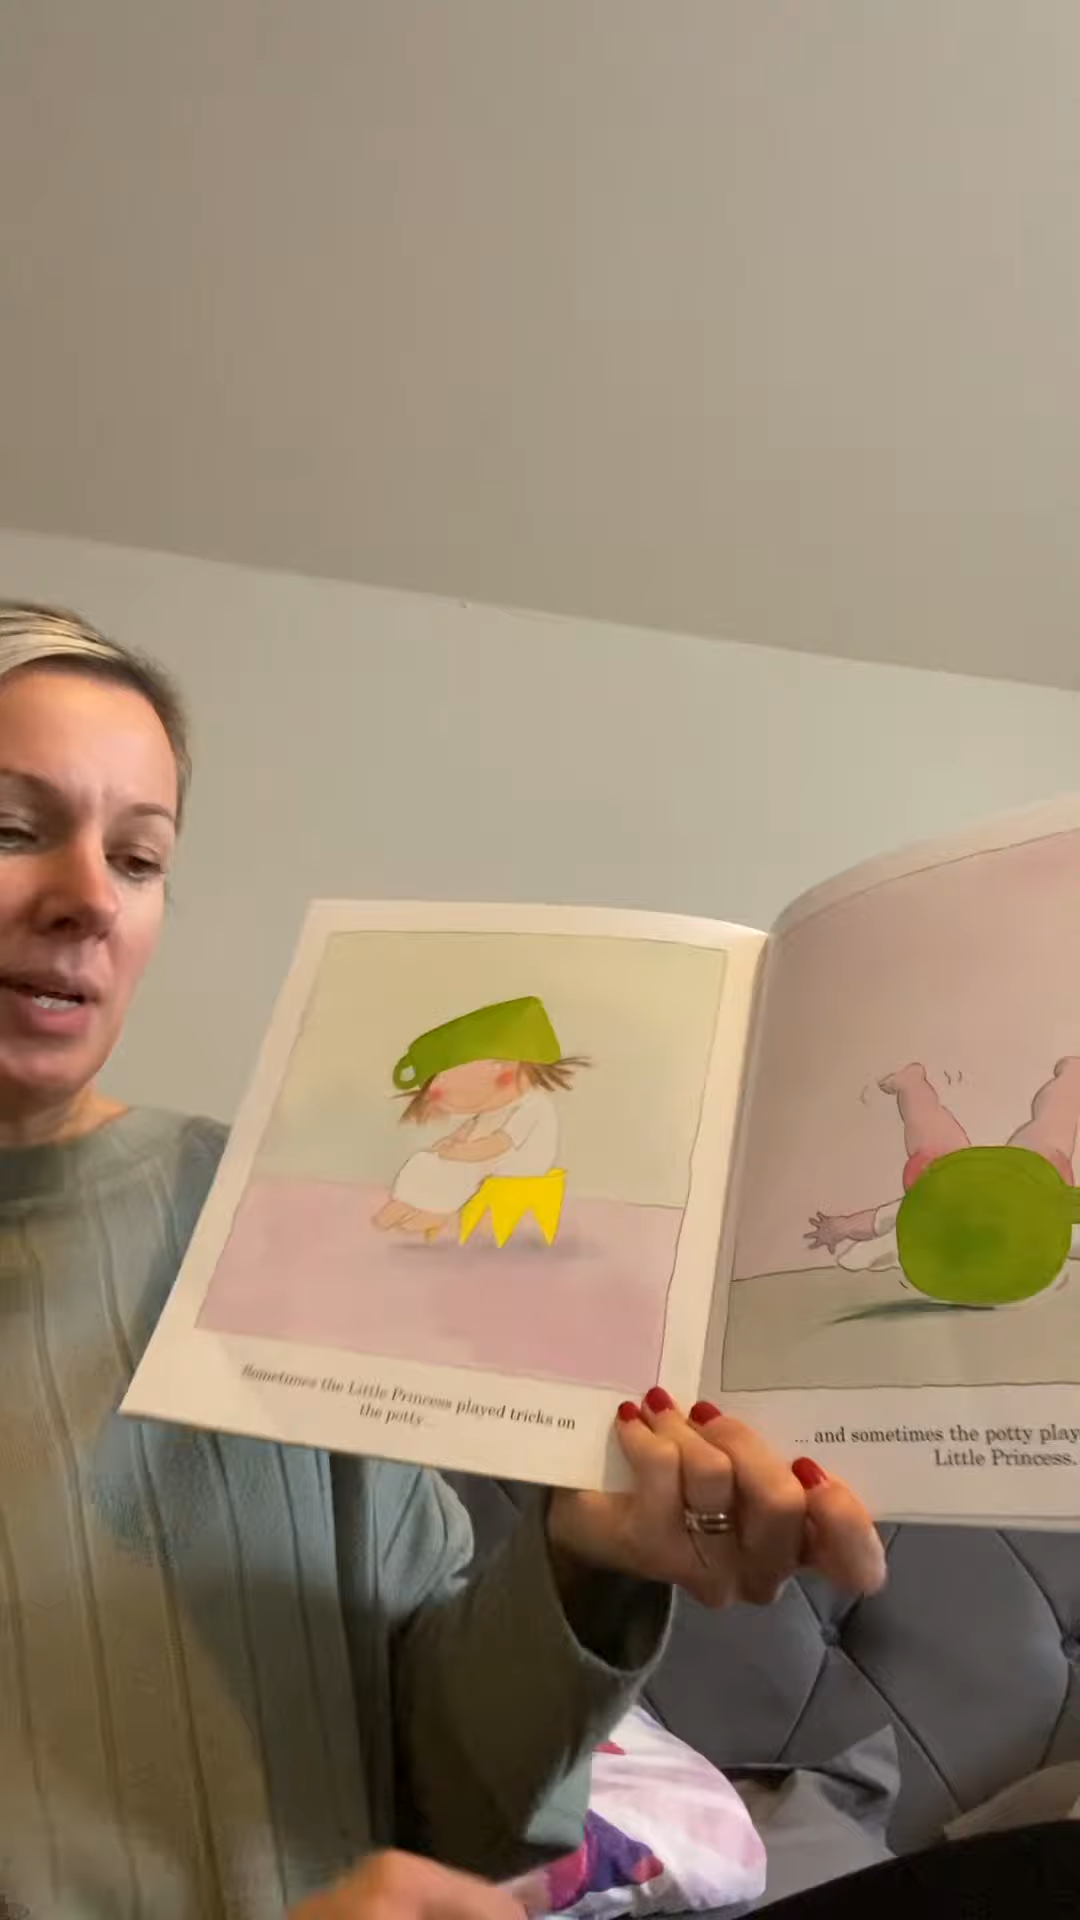 Sometimes the Little Princess played tricks on
the potty...
... and sometimes the potty play
Little Princess.